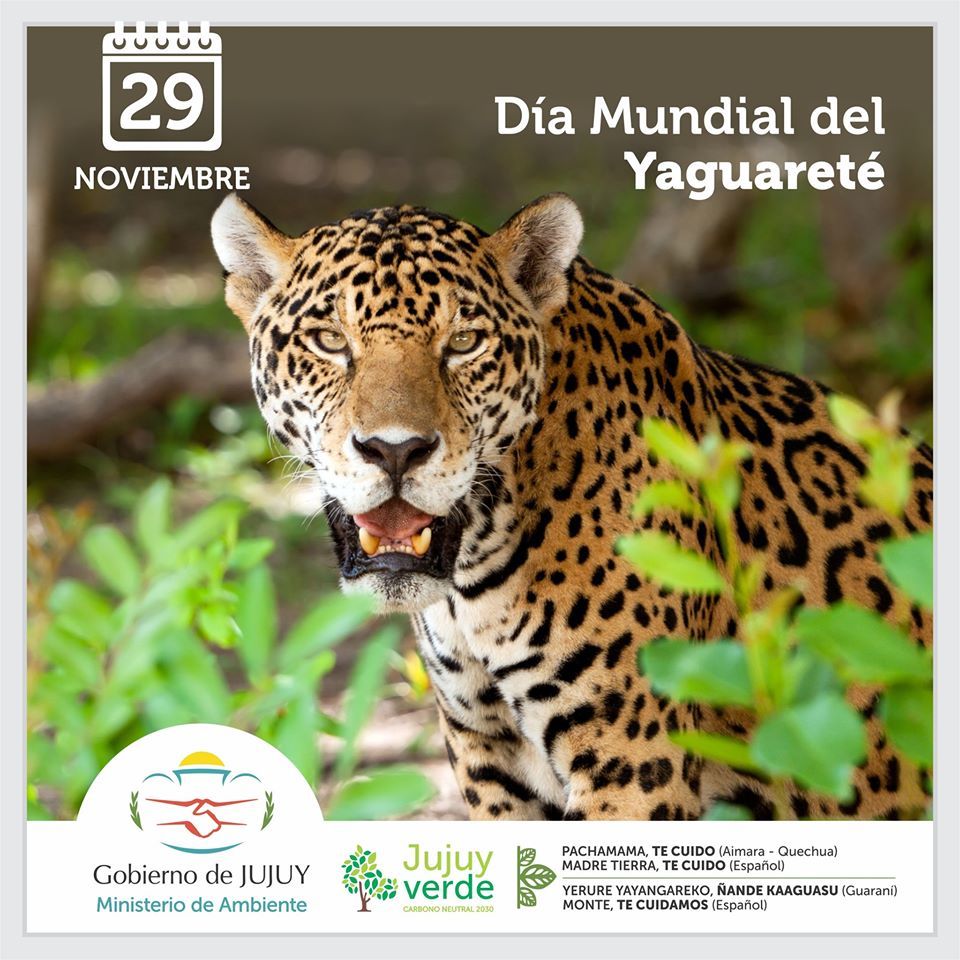 29
NOVIEMBRE
Día Mundial del
Yaguareté
Gobierno de JUJUY
Ministerio de Ambiente
Jujuy
verde
CARBONO NEUTRAL 2030
PACHAMAMA, TE CUIDO (Aimara - Quechua)
MADRE TIERRA, TE CUIDO (Español)
YERURE YAYANGAREKO, ÑANDE KAAGUASU (Guaraní)
MONTE, TE CUIDAMOS (Español)